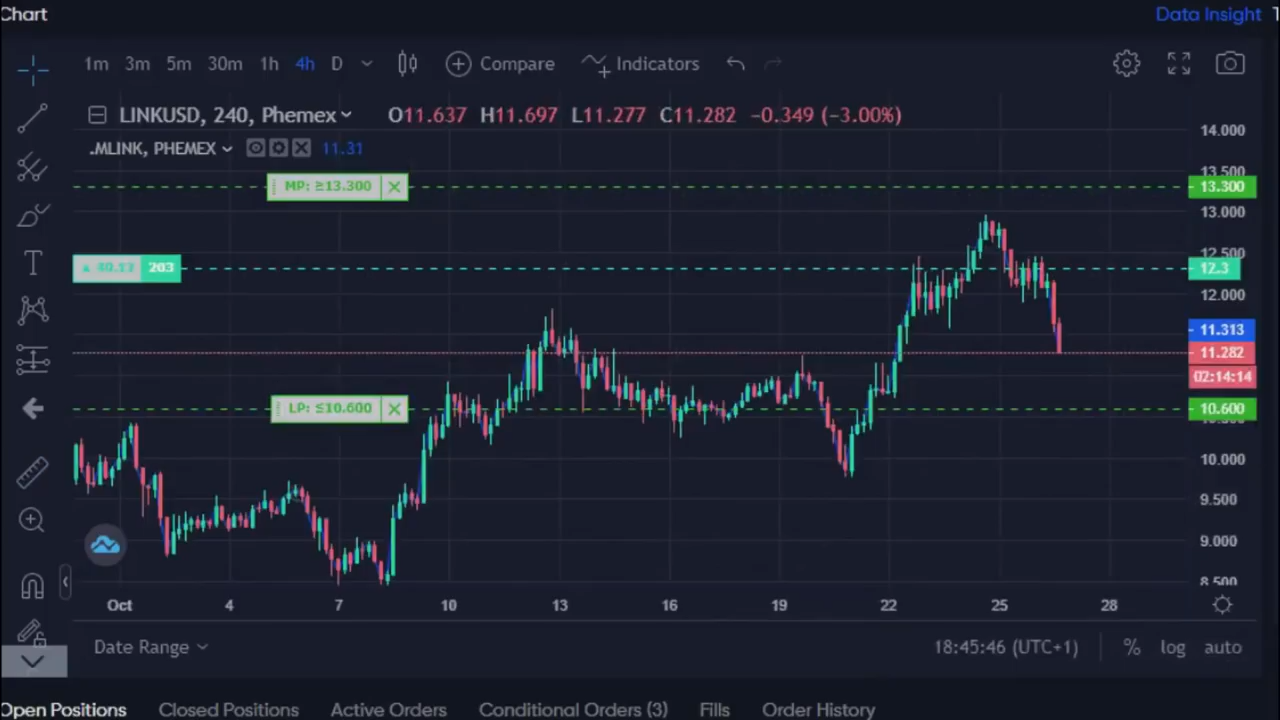 Chart Data Insight T
1m 3m 5m 30m 1h 4h D Compare Indicators
LINKUSD, 240, Phemex O11.637 H11.697 L11.277 C11.282 −0.349 (−3.00%)
.MLINK, PHEMEX 11.31
14.000
13.500
MP: ≥13.300 13.300
13.000
12.500
203 12.3
12.000
11.313
11.282
02:14:14
LP: ≤10.600 10.600
10.000
9.500
9.000
8.500
Oct 4 7 10 13 16 19 22 25 28
Date Range 18:45:46 (UTC+1) % log auto
Open Positions Closed Positions Active Orders Conditional Orders (3) Fills Order History